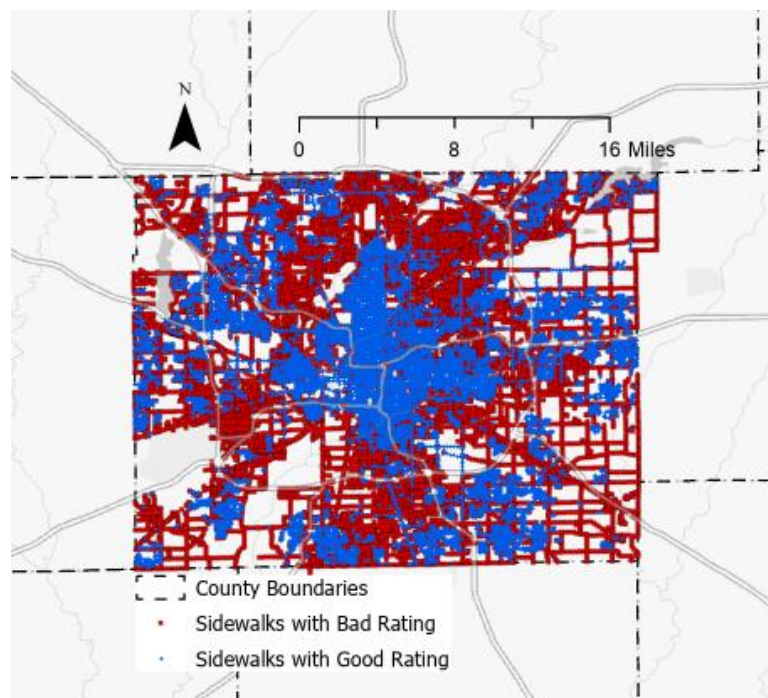 N
0 8 16 Miles
County Boundaries
Sidewalks with Bad Rating
Sidewalks with Good Rating